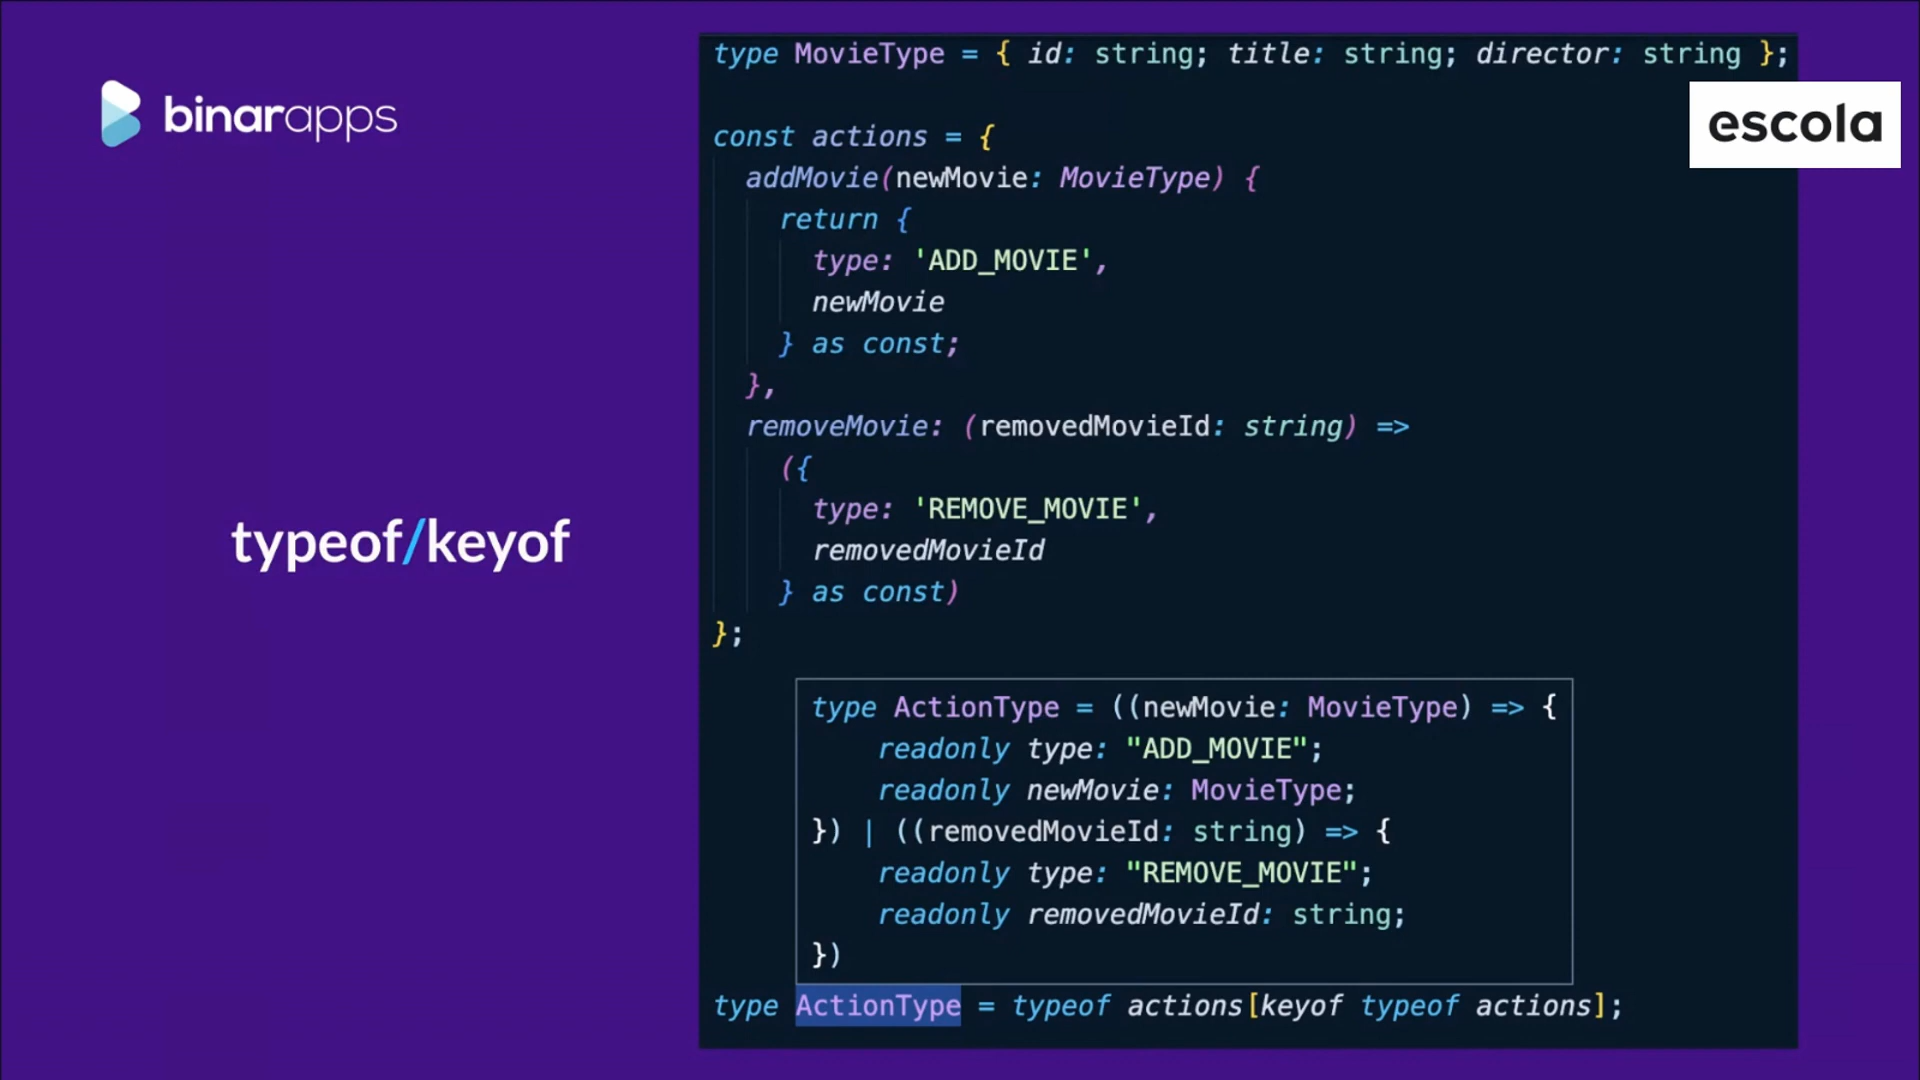 binarapps
escola
typeof/keyof
type MovieType = { id: string; title: string; director: string };
const actions = {
addMovie(newMovie: MovieType) {
return {
type: 'ADD_MOVIE',
newMovie
} as const;
},
removeMovie: (removedMovieId: string) =>
({
type: 'REMOVE_MOVIE',
removedMovieId
} as const)
};
type ActionType = ((newMovie: MovieType) => {
readonly type: "ADD_MOVIE";
readonly newMovie: MovieType;
}) | ((removedMovieId: string) => {
readonly type: "REMOVE_MOVIE";
readonly removedMovieId: string;
})
type ActionType = typeof actions[keyof typeof actions];